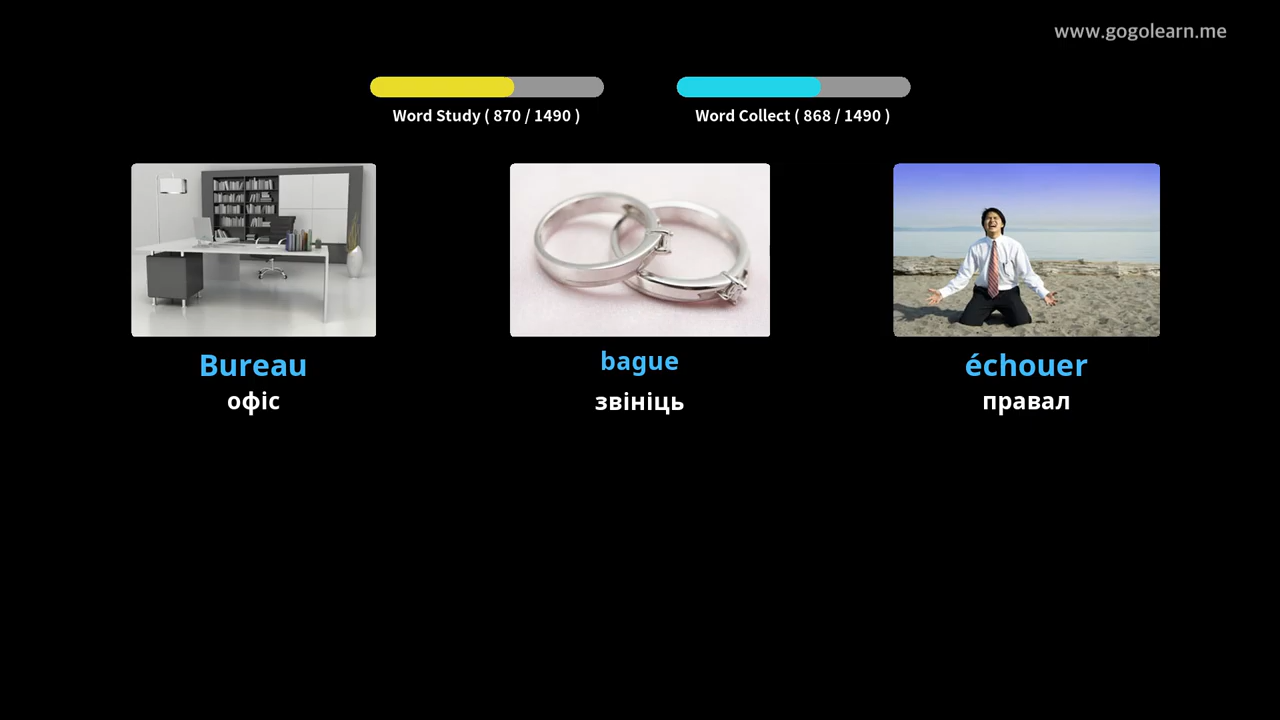 www.gogolearn.me
Word Study ( 870 / 1490 )
Word Collect ( 868 / 1490 )
Bureau
офіс
bague
звініць
échouer
правал